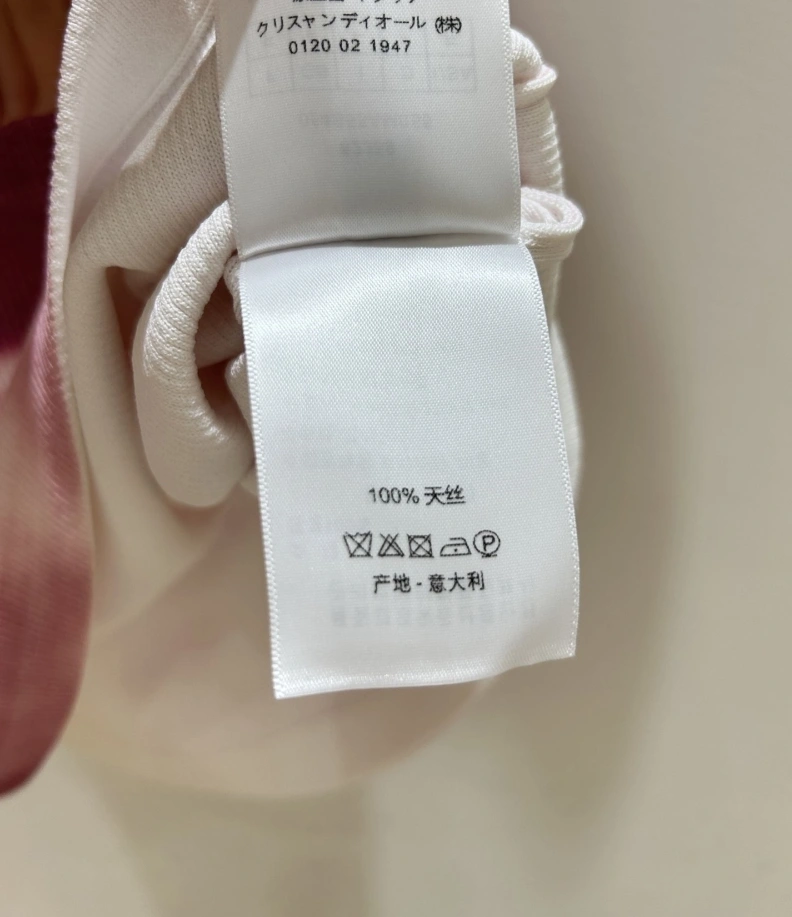 クリスャンディオール (株)
0120 02 1947
100% 天丝
P
产地 - 意大利